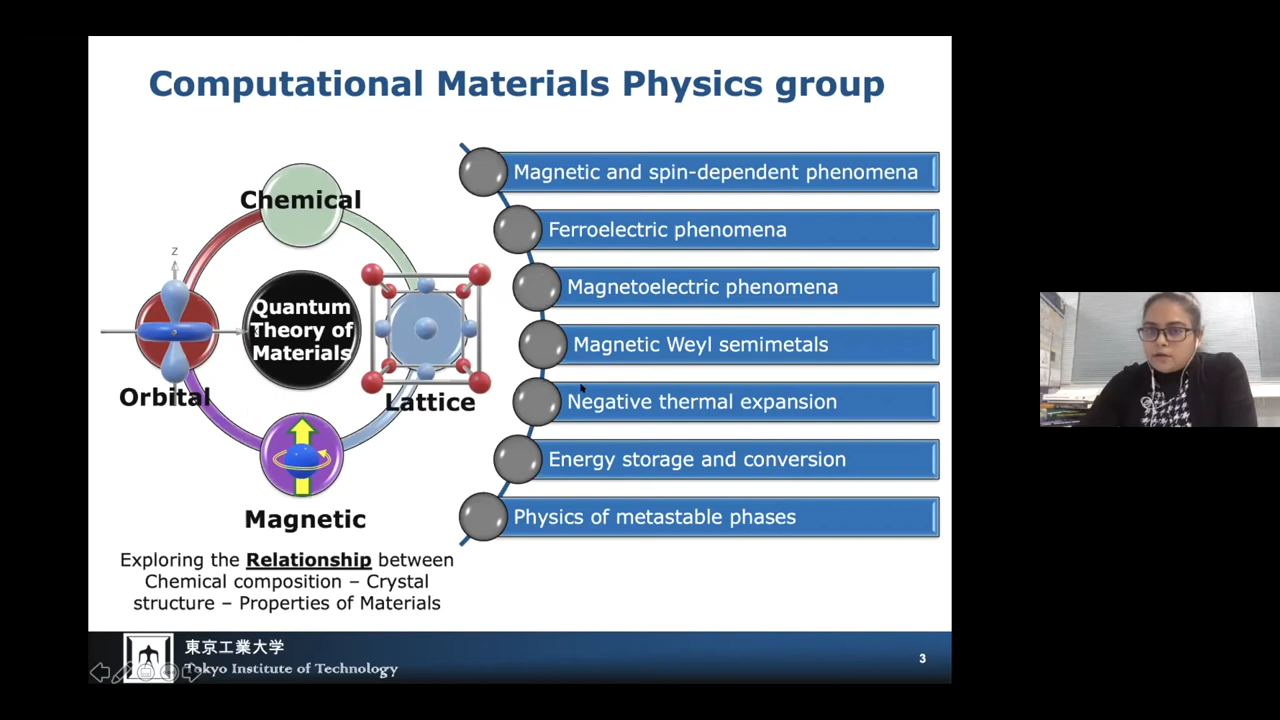 Computational Materials Physics group
Chemical
z
Quantum
Theory of
Materials
Orbital
Lattice
Magnetic
Exploring the Relationship between
Chemical composition – Crystal
structure – Properties of Materials
Magnetic and spin-dependent phenomena
Ferroelectric phenomena
Magnetoelectric phenomena
Magnetic Weyl semimetals
Negative thermal expansion
Energy storage and conversion
Physics of metastable phases
東京工業大学
Tokyo Institute of Technology
3